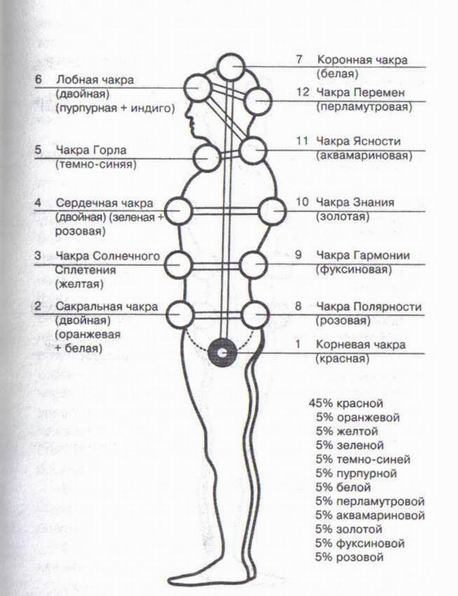 6 Лобная чакра
(двойная)
(пурпурная + индиго)
5 Чакра Горла
(темно-синяя)
4 Сердечная чакра
(двойная) (зеленая +
розовая)
3 Чакра Солнечного
Сплетения
(желтая)
2 Сакральная чакра
(двойная)
(оранжевая
+ белая)
7 Коронная чакра
(белая)
12 Чакра Перемен
(перламутровая)
11 Чакра Ясности
(аквамариновая)
10 Чакра Знания
(золотая)
9 Чакра Гармонии
(фуксиновая)
8 Чакра Полярности
(розовая)
1 Корневая чакра
(красная)
45% красной
5% оранжевой
5% желтой
5% зеленой
5% темно-синей
5% пурпурной
5% белой
5% перламутровой
5% аквамариновой
5% золотой
5% фуксиновой
5% розовой